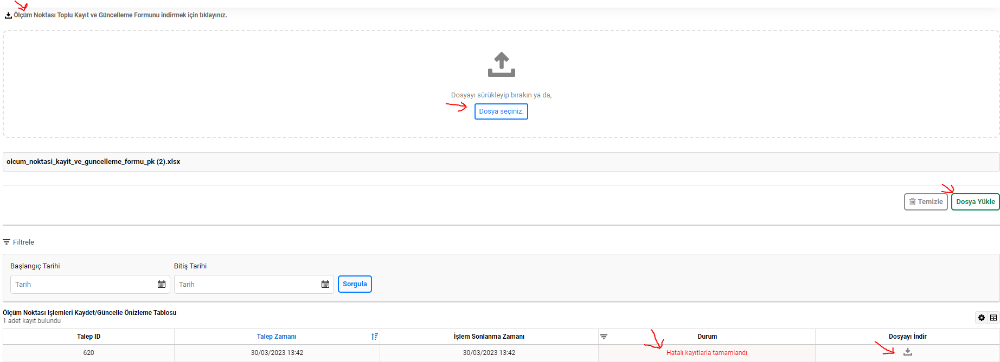 Ölçüm Noktası Toplu Kayıt ve Güncelleme Formunu indirmek için tıklayınız.
Dosyayı sürükleyip bırakın ya da,
Dosya seçiniz.
olcum_noktasi_kayit_ve_guncelleme_formu_pk (2).xlsx
Temizle Dosya Yükle
Filtrele
Başlangıç Tarihi Bitiş Tarihi
Tarih Tarih Sorgula
Ölçüm Noktası Işlemleri Kaydet/Güncelle Önizleme Tablosu
1 adet kayıt bulundu
Talep ID Talep Zamanı İşlem Sonlanma Zamanı Durum Dosyayı İndir
620 30/03/2023 13:42 30/03/2023 13:42 Hatalı kayıtlarla tamamlandı